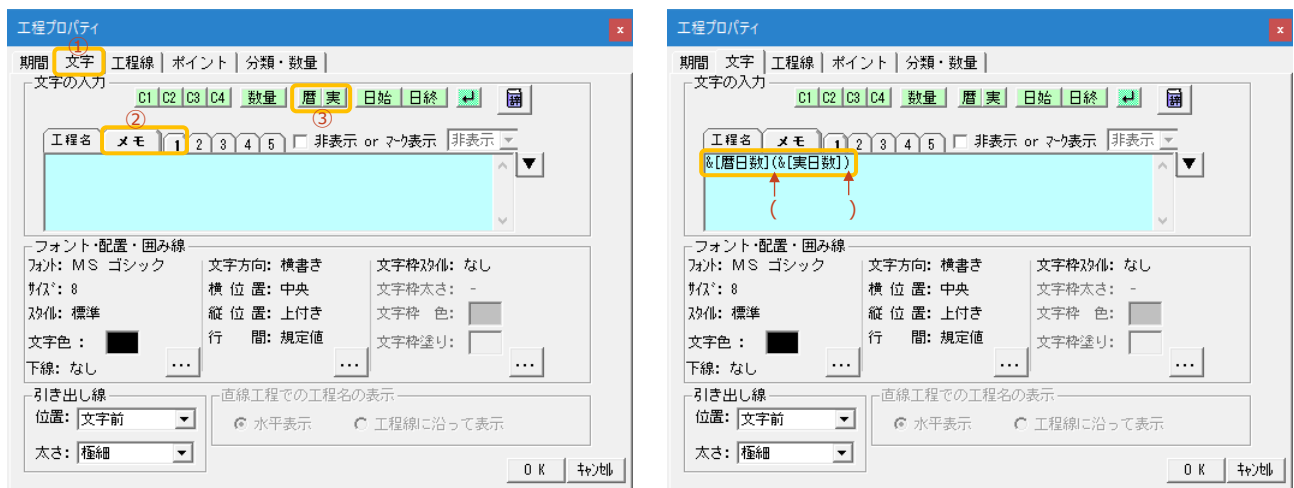 工程プロパティ
x
①
期間 文字 工程線 ポイント 分類・数量
文字の入力
C1 C2 C3 C4 数量 暦 実 日始 日終
② ③
工程名 メモ 1 2 3 4 5 非表示 or マーク表示 非表示
フォント・配置・囲み線
フォント: MS ゴシック 文字方向: 横書き 文字枠スタイル: なし
サイズ: 8 横 位 置: 中央 文字枠太さ: -
スタイル: 標準 縦 位 置: 上付き 文字枠 色:
文字色 : 行 間: 規定値 文字枠塗り:
下線: なし ... ... ...
引き出し線 直線工程での工程名の表示
位置: 文字前 水平表示 工程線に沿って表示
太さ: 極細
OK キャンセル
工程プロパティ
x
期間 文字 工程線 ポイント 分類・数量
文字の入力
C1 C2 C3 C4 数量 暦 実 日始 日終
工程名 メモ 1 2 3 4 5 非表示 or マーク表示 非表示
&[暦日数](&[実日数])
( )
フォント・配置・囲み線
フォント: MS ゴシック 文字方向: 横書き 文字枠スタイル: なし
サイズ: 8 横 位 置: 中央 文字枠太さ: -
スタイル: 標準 縦 位 置: 上付き 文字枠 色:
文字色 : 行 間: 規定値 文字枠塗り:
下線: なし ... ... ...
引き出し線 直線工程での工程名の表示
位置: 文字前 水平表示 工程線に沿って表示
太さ: 極細
OK キャンセル